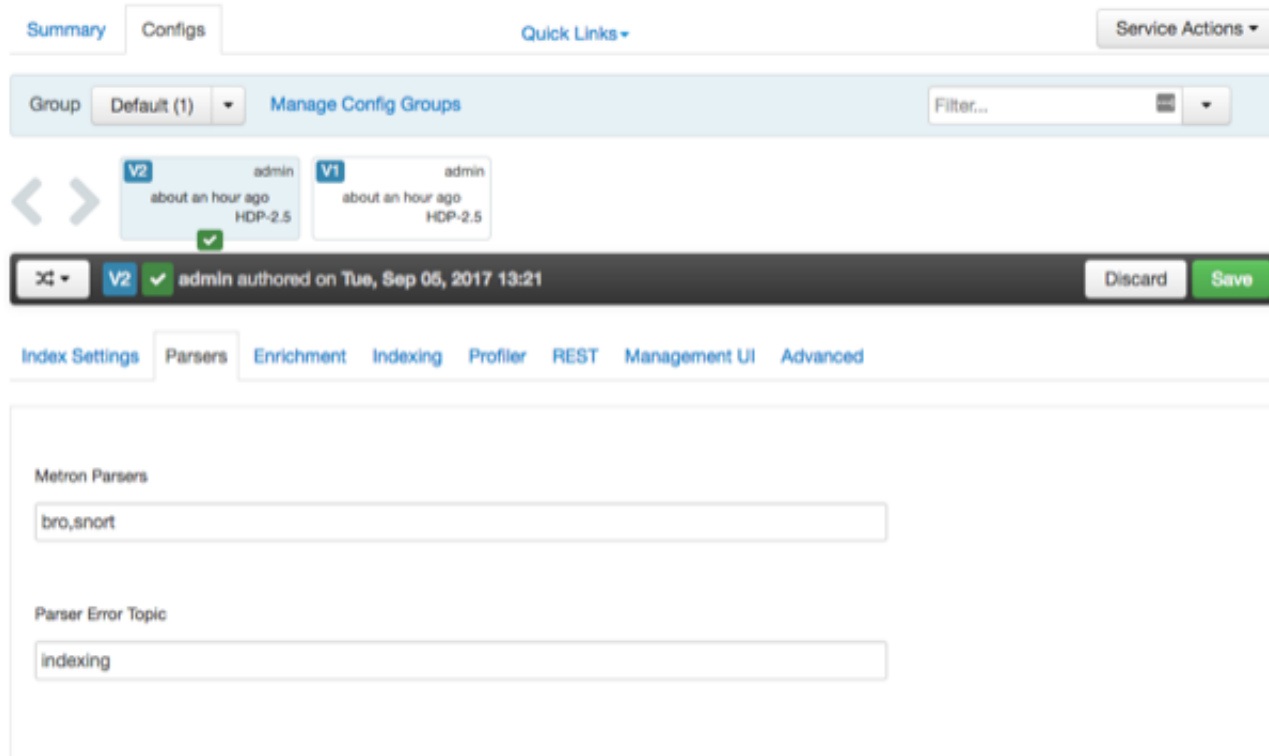 Summary Configs Quick Links Service Actions
Group Default (1) Manage Config Groups Filter...
V2 admin V1 admin
about an hour ago about an hour ago
HDP-2.5 HDP-2.5
V2 admin authored on Tue, Sep 05, 2017 13:21 Discard Save
Index Settings Parsers Enrichment Indexing Profiler REST Management UI Advanced
Metron Parsers
bro,snort
Parser Error Topic
indexing